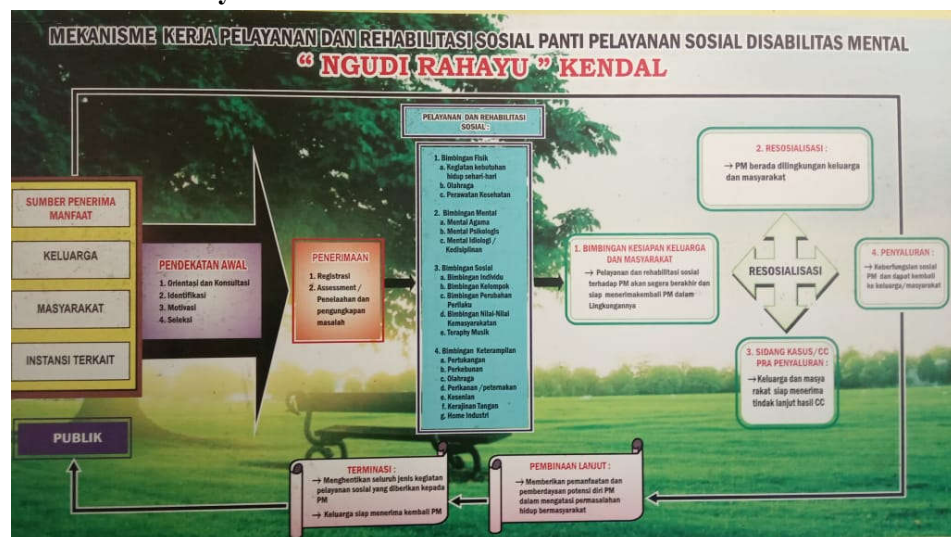 MEKANISME KERJA PELAYANAN DAN REHABILITASI SOSIAL PANTI PELAYANAN SOSIAL DISABILITAS MENTAL
“ NGUDI RAHAYU ” KENDAL
SUMBER PENERIMA
MANFAAT
KELUARGA
MASYARAKAT
INSTANSI TERKAIT
PUBLIK
PENDEKATAN AWAL
1. Orientasi dan Konsultasi
2. Identifikasi
3. Motivasi
4. Seleksi
PENERIMAAN
1. Registrasi
2. Assessment /
Penelaahan dan
pengungkapan
masalah
PELAYANAN DAN REHABILITASI
SOSIAL :
1. Bimbingan Fisik
a. Kegiatan kebutuhan
hidup sehari-hari
b. Olahraga
c. Perawatan Kesehatan
2. Bimbingan Mental
a. Mental Agama
b. Mental Psikologis
c. Mental Idiologi /
Kedisiplinan
3. Bimbingan Sosial
a. Bimbingan Individu
b. Bimbingan Kelompok
c. Bimbingan Perubahan
Perilaku
d. Bimbingan Nilai-Nilai
Kemasyarakatan
e. Teraphy Musik
4. Bimbingan Keterampilan
a. Pertukangan
b. Perkebunan
c. Olahraga
d. Perikanan /peternakan
e. Kesenian
f. Kerajinan Tangan
g. Home Industri
1. BIMBINGAN KESIAPAN KELUARGA
DAN MASYARAKAT
→ Pelayanan dan rehabilitasi sosial
terhadap PM akan segera berakhir dan
siap menerimakembali PM dalam
Lingkungannya
2. RESOSIALISASI :
→ PM berada dilingkungan keluarga
dan masyarakat
RESOSIALISASI
3. SIDANG KASUS/CC
PRA PENYALURAN :
→ Keluarga dan masya
rakat siap menerima
tindak lanjut hasil CC
4. PENYALURAN :
→ Keberfungsian sosial
PM dan dapat kembali
ke keluarga/masyarakat
TERMINASI :
→ Menghentikan seluruh jenis kegiatan
pelayanan sosial yang diberikan kepada
PM
→ Keluarga siap menerima kembali PM
PEMBINAAN LANJUT :
→ Memberikan pemanfaatan dan
pemberdayaan potensi diri PM
dalam mengatasi permasalahan
hidup bermasyarakat